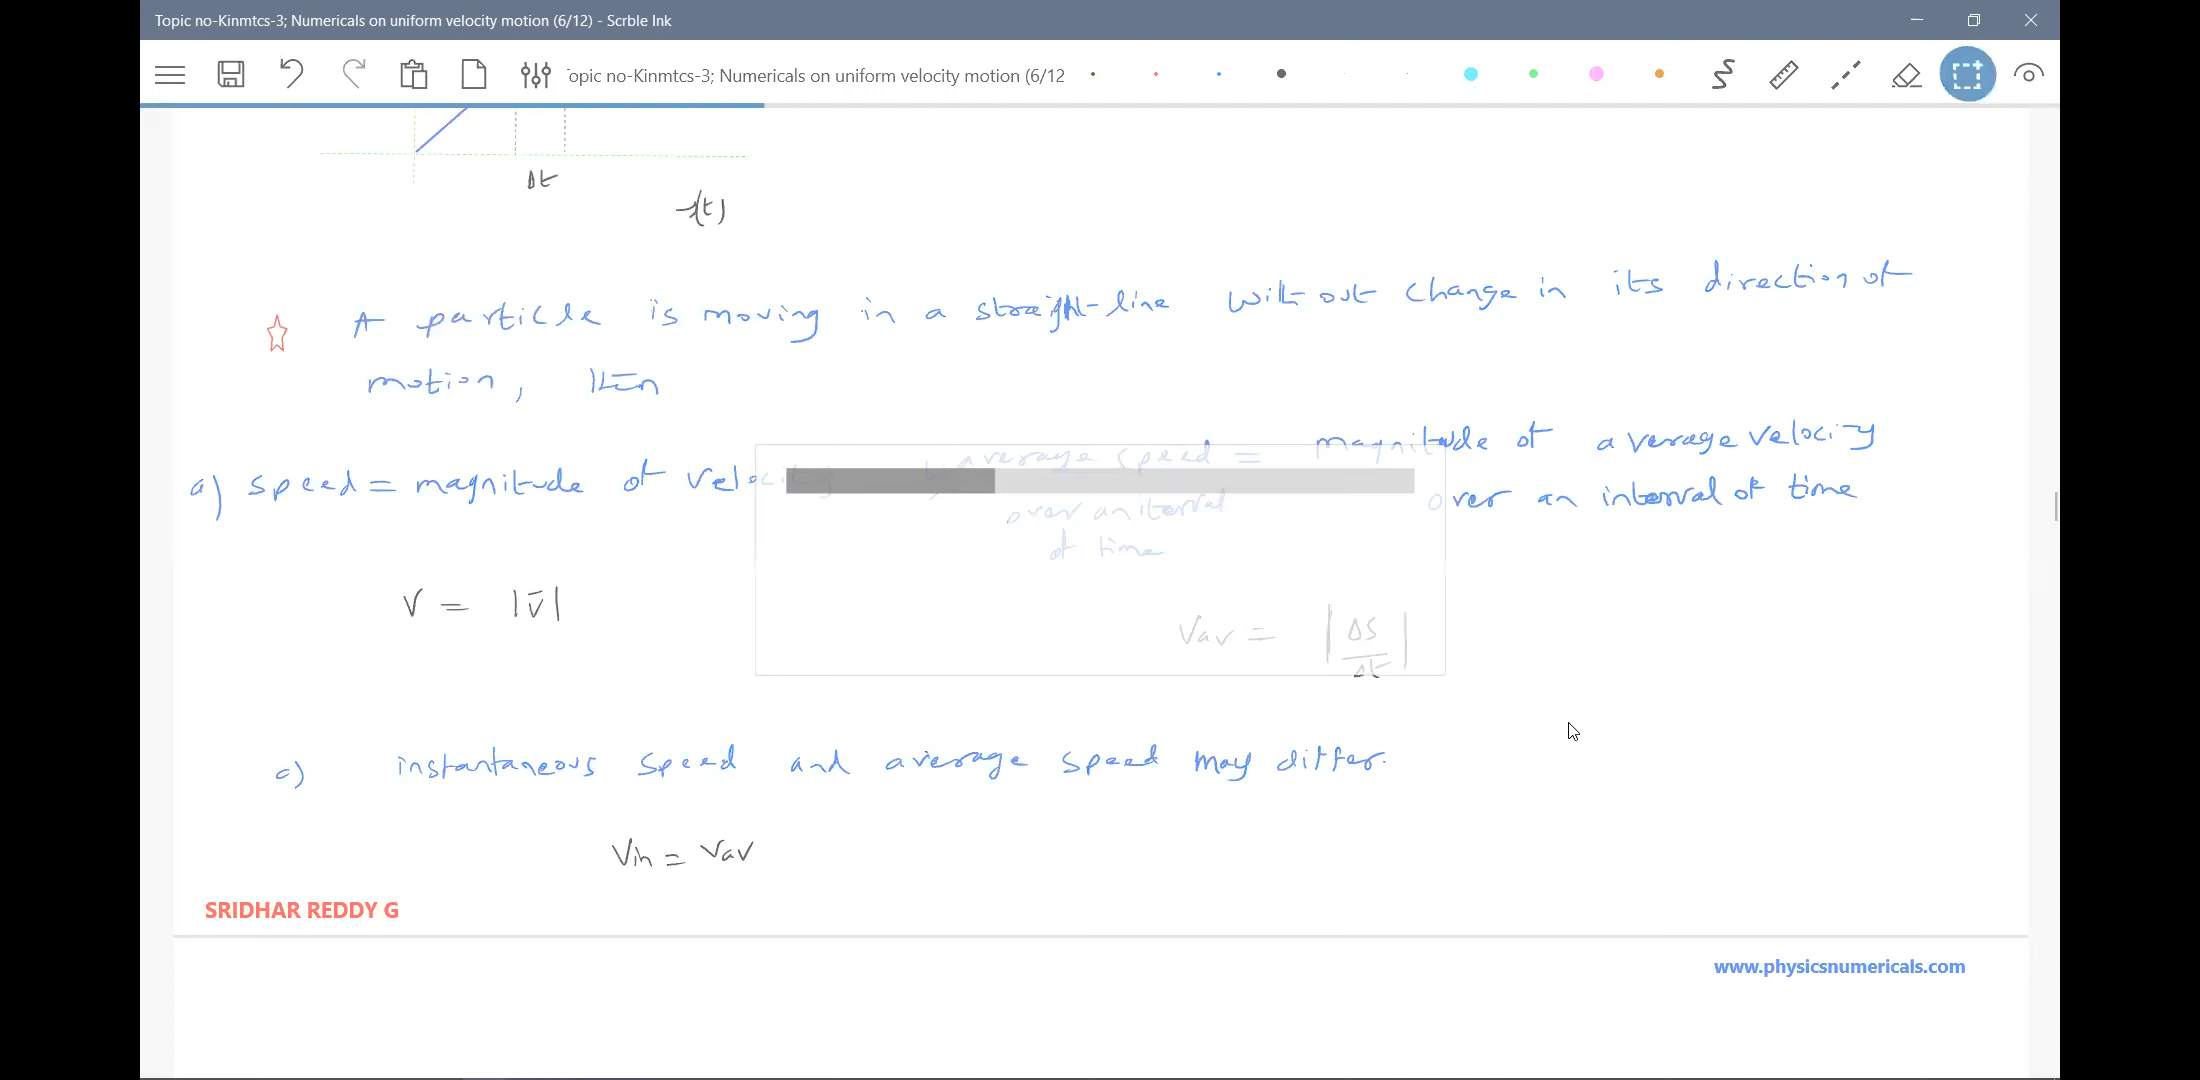 Topic no-Kinmtcs-3; Numericals on uniform velocity motion (6/12) - Scrble Ink
opic no-Kinmtcs-3; Numericals on uniform velocity motion (6/12
Δt
(t)
A particle is moving in a straight-line without change in its direction of
motion, then
a) speed = magnitude of velocity
b) average speed = magnitude of average velocity
over an iterval over an interval of time
of time
V = |v̄|
Vav = |ΔS/Δt|
c) instantaneous speed and average speed may differ.
Vin = Vav
SRIDHAR REDDY G
www.physicsnumericals.com